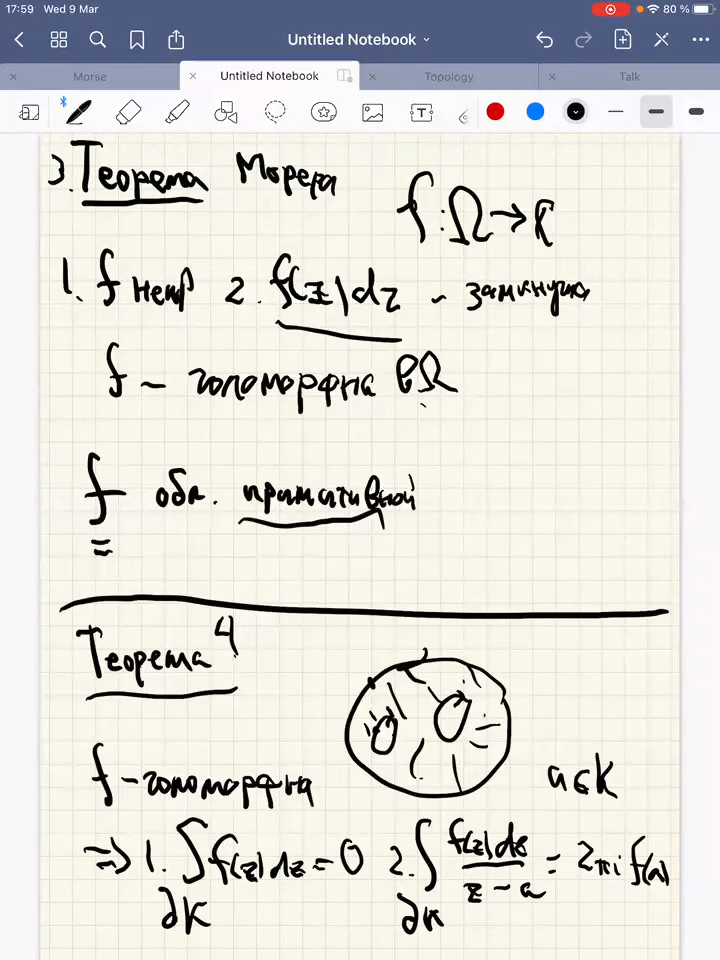 17:59 Wed 9 Mar 80 %
Untitled Notebook
Morse Untitled Notebook Topology Talk
3. Теорема Морера
f : Ω → ℂ
1. f непр 2. f(z)dz ~ замкнута
f ~ голоморфна в Ω
f обл. примитивной
Теорема 4
f - голоморфна a ∈ K
⇒ 1. ∫ f(z)dz = 0 2. ∫ f(z)dz / z - a = 2πi f(a)
∂K ∂K